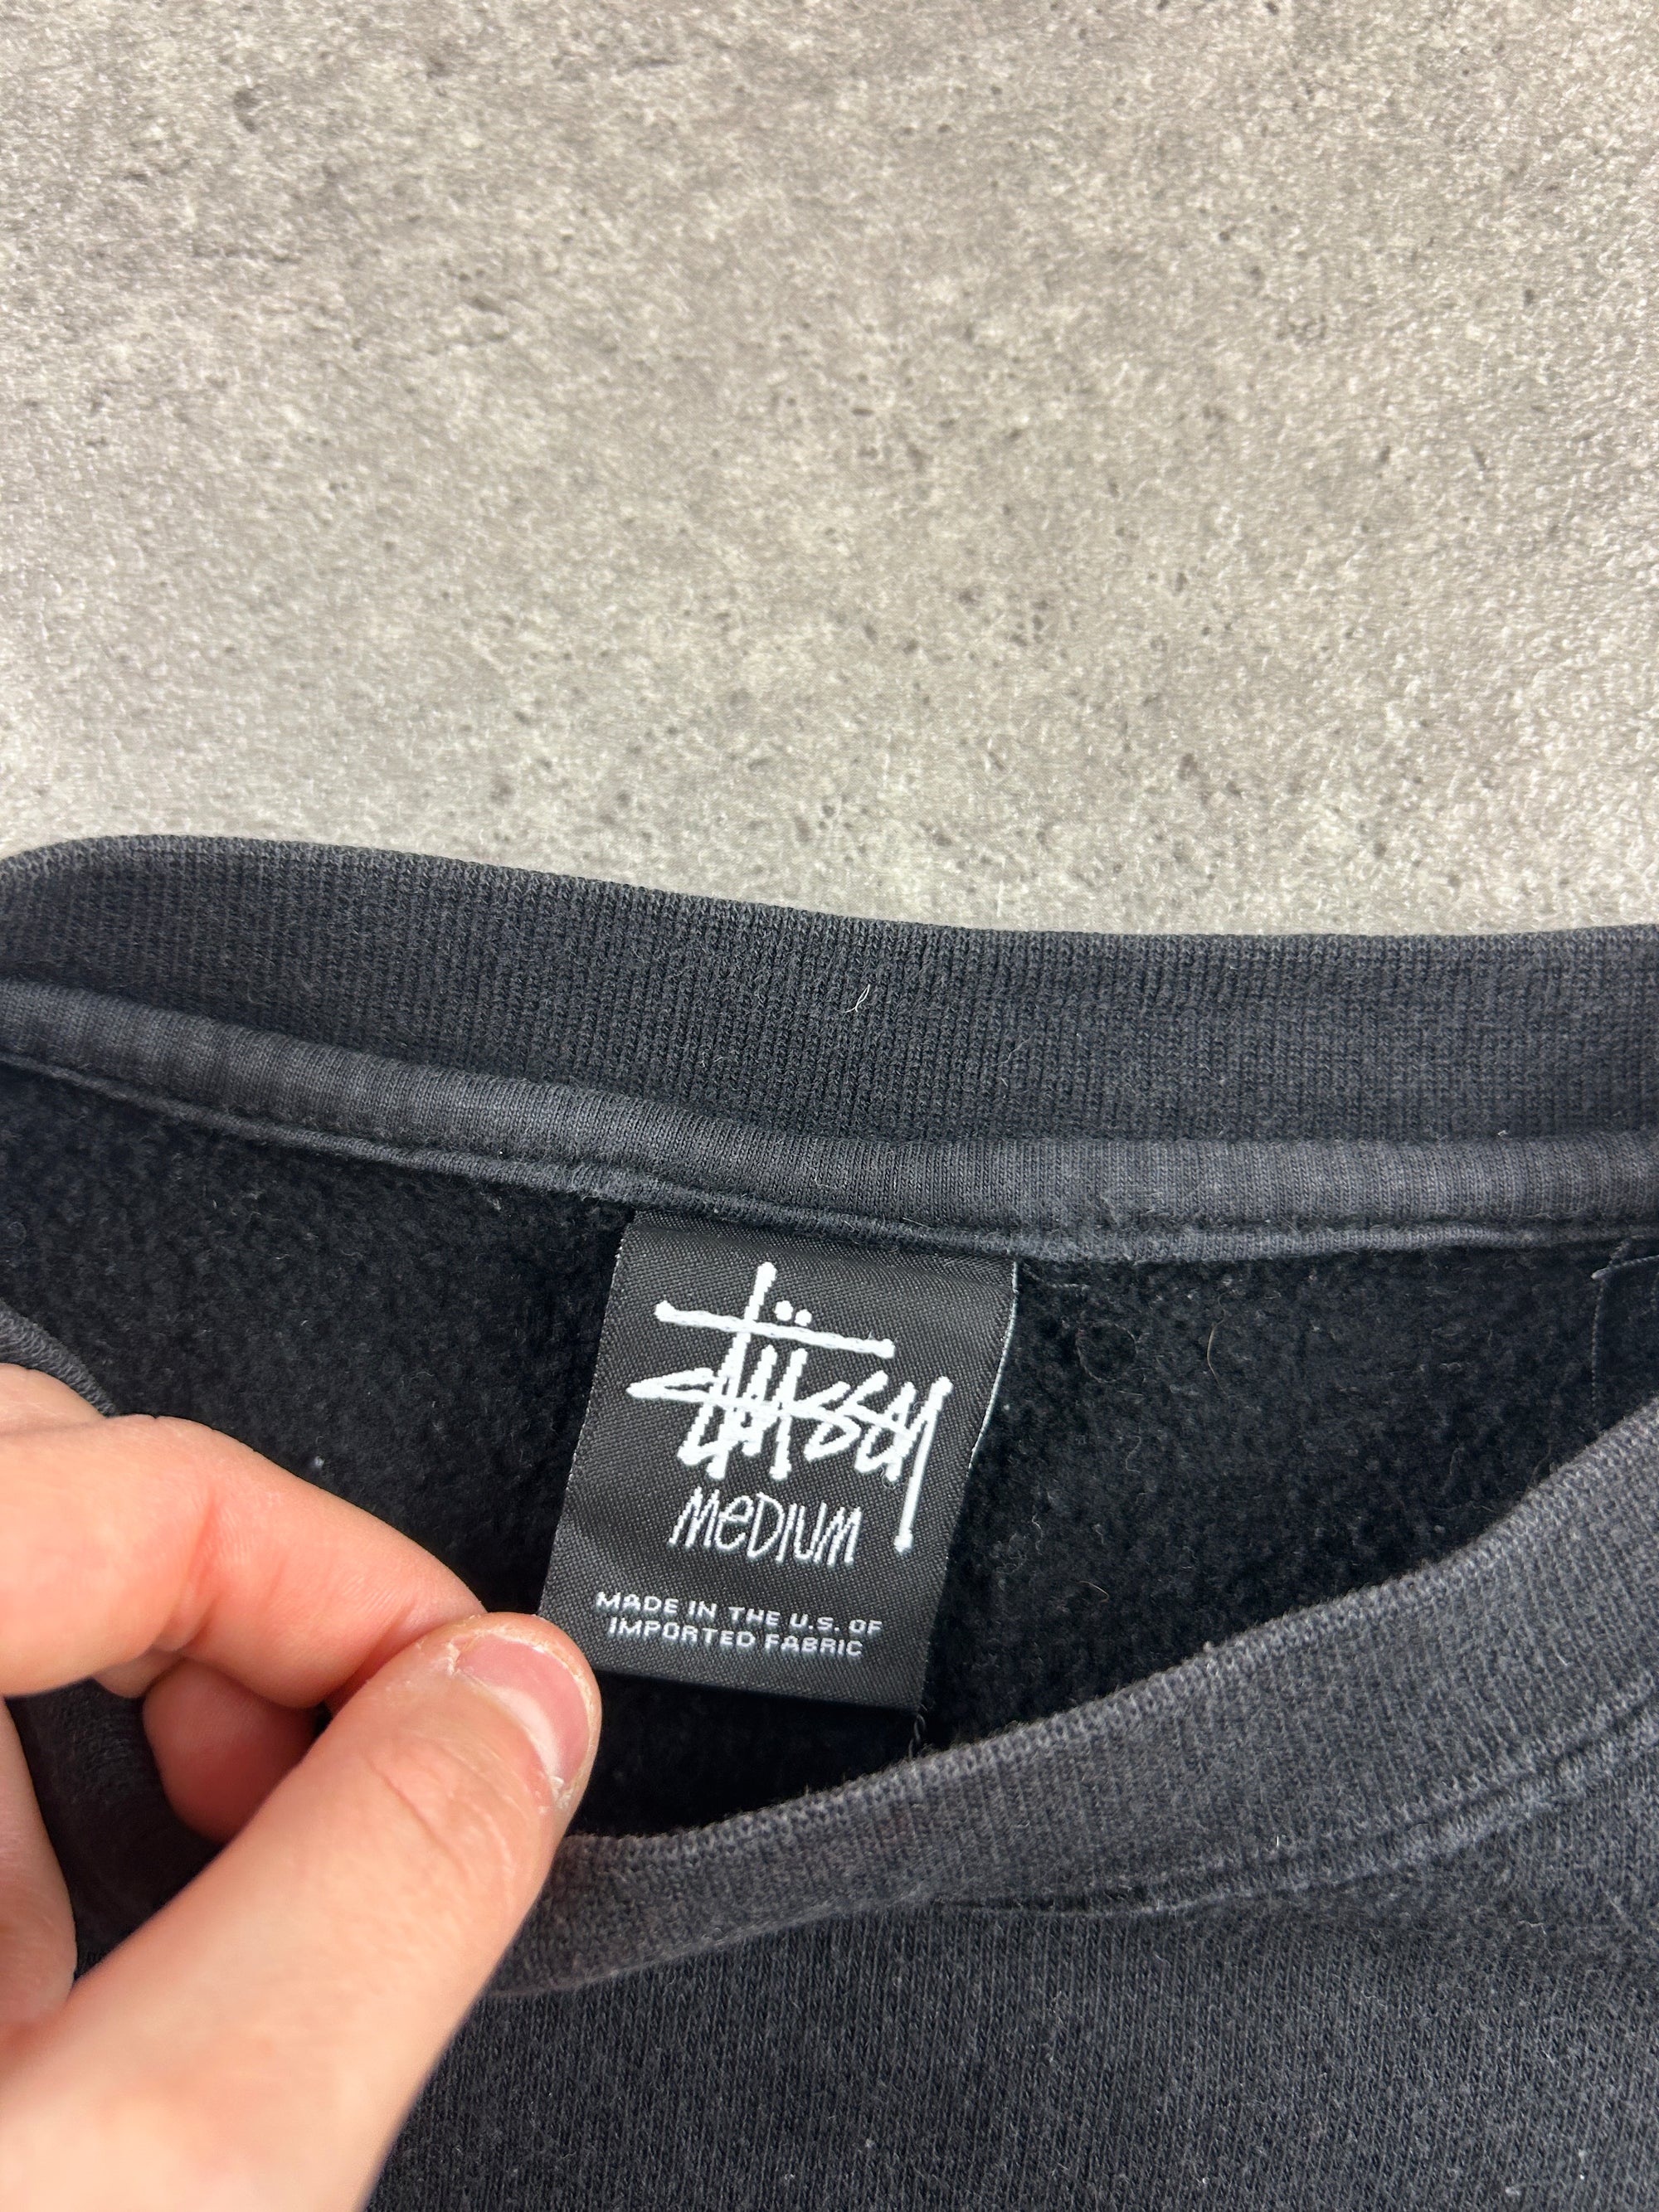 Stüssy
MeDIUM
MADE IN THE U.S. OF
IMPORTED FABRIC